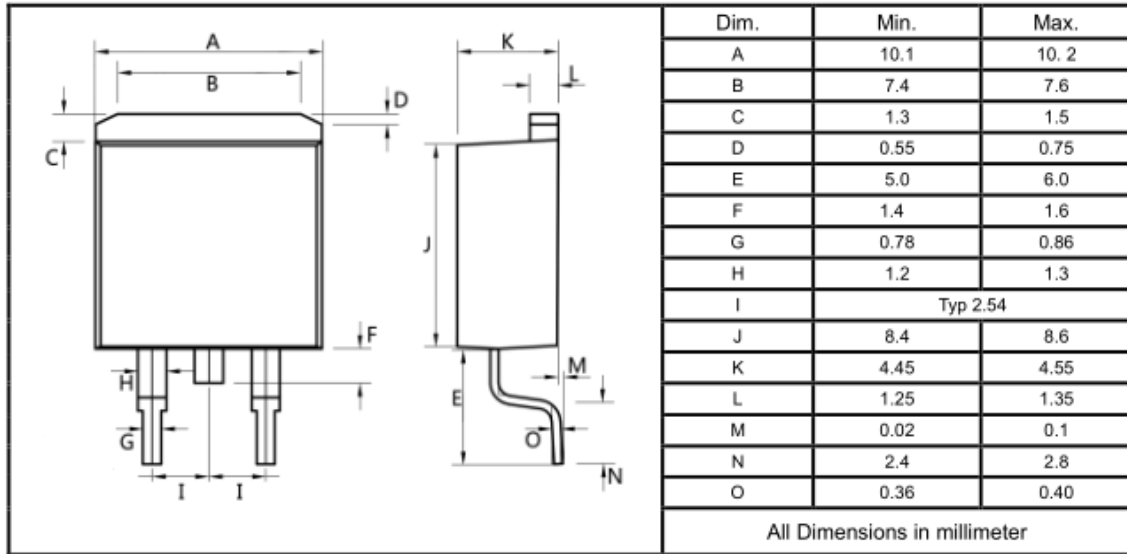 A
B
C
D
H
F
G
I I
K
L
J
E
M
O
N
Dim. Min. Max.
A 10.1 10. 2
B 7.4 7.6
C 1.3 1.5
D 0.55 0.75
E 5.0 6.0
F 1.4 1.6
G 0.78 0.86
H 1.2 1.3
I Typ 2.54
J 8.4 8.6
K 4.45 4.55
L 1.25 1.35
M 0.02 0.1
N 2.4 2.8
O 0.36 0.40
All Dimensions in millimeter